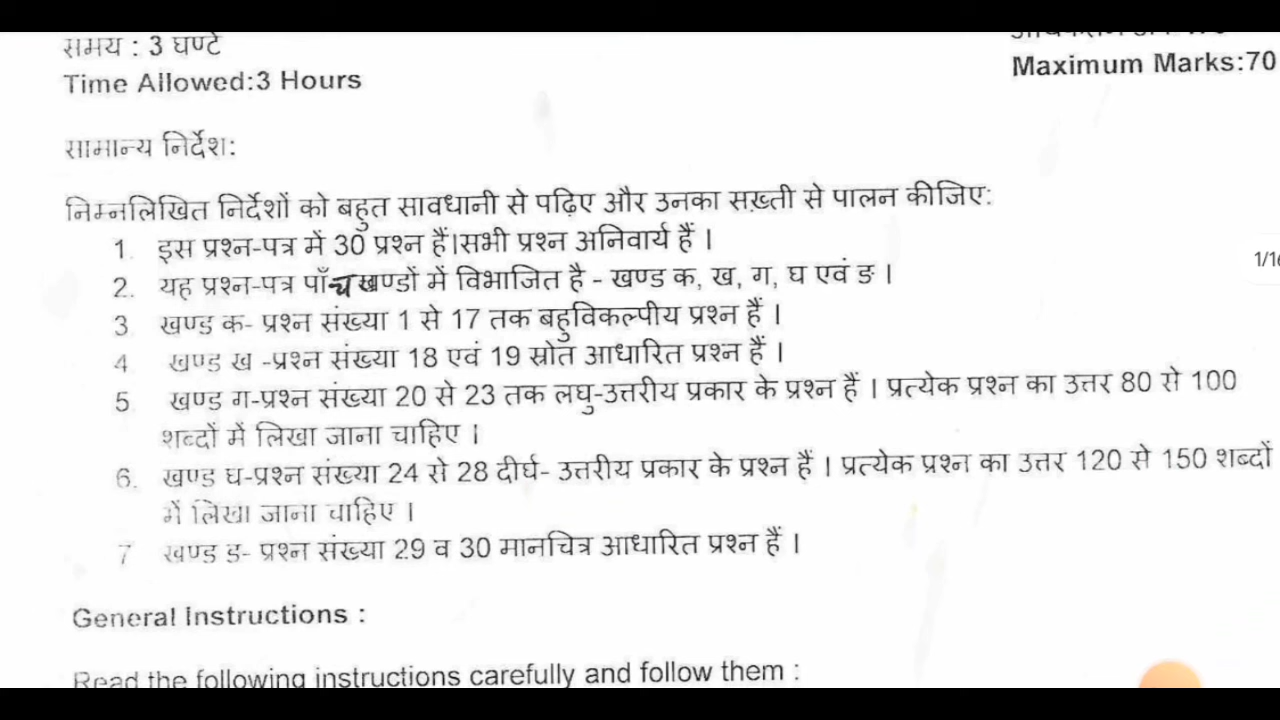 समय : 3 घण्टे
Time Allowed:3 Hours
Maximum Marks:70
सामान्य निर्देश:
निम्नलिखित निर्देशों को बहुत सावधानी से पढ़िए और उनका सख़्ती से पालन कीजिए:
1. इस प्रश्न-पत्र में 30 प्रश्न हैं।सभी प्रश्न अनिवार्य हैं ।
2. यह प्रश्न-पत्र पाँच खण्डों में विभाजित है - खण्ड क, ख, ग, घ एवं ङ ।
1/16
3 खण्ड क- प्रश्न संख्या 1 से 17 तक बहुविकल्पीय प्रश्न हैं ।
4 खण्ड ख -प्रश्न संख्या 18 एवं 19 स्रोत आधारित प्रश्न हैं ।
5 खण्ड ग-प्रश्न संख्या 20 से 23 तक लघु-उत्तरीय प्रकार के प्रश्न हैं । प्रत्येक प्रश्न का उत्तर 80 से 100
शब्दों में लिखा जाना चाहिए ।
6. खण्ड घ-प्रश्न संख्या 24 से 28 दीर्घ- उत्तरीय प्रकार के प्रश्न हैं । प्रत्येक प्रश्न का उत्तर 120 से 150 शब्दों
में लिखा जाना चाहिए ।
7 खण्ड ड- प्रश्न संख्या 29 व 30 मानचित्र आधारित प्रश्न हैं ।
General Instructions :
Read the following instructions carefully and follow them :